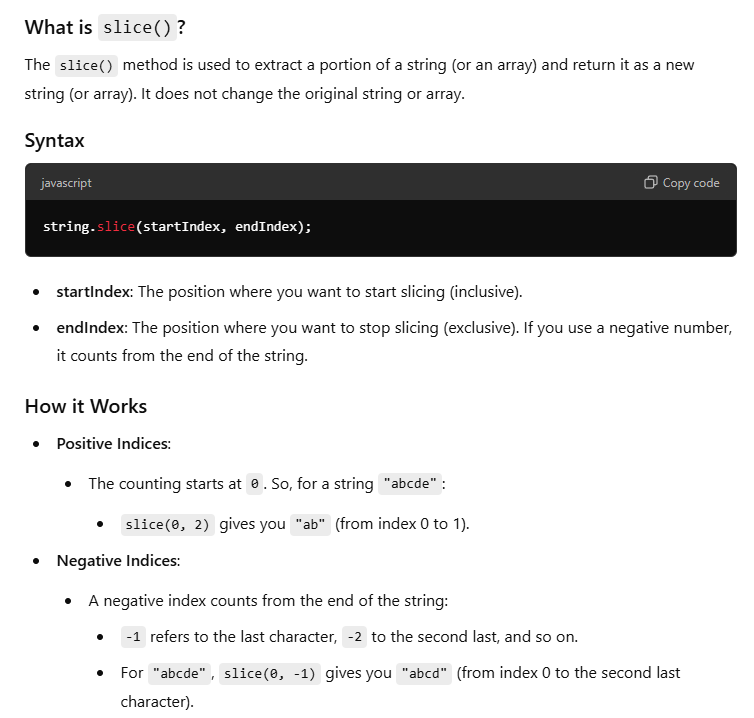 What is slice()?
The slice() method is used to extract a portion of a string (or an array) and return it as a new
string (or array). It does not change the original string or array.
Syntax
javascript
Copy code
string.slice(startIndex, endIndex);
• startIndex: The position where you want to start slicing (inclusive).
• endIndex: The position where you want to stop slicing (exclusive). If you use a negative number,
it counts from the end of the string.
How it Works
• Positive Indices:
• The counting starts at 0. So, for a string "abcde":
• slice(0, 2) gives you "ab" (from index 0 to 1).
• Negative Indices:
• A negative index counts from the end of the string:
• -1 refers to the last character, -2 to the second last, and so on.
• For "abcde", slice(0, -1) gives you "abcd" (from index 0 to the second last
character).